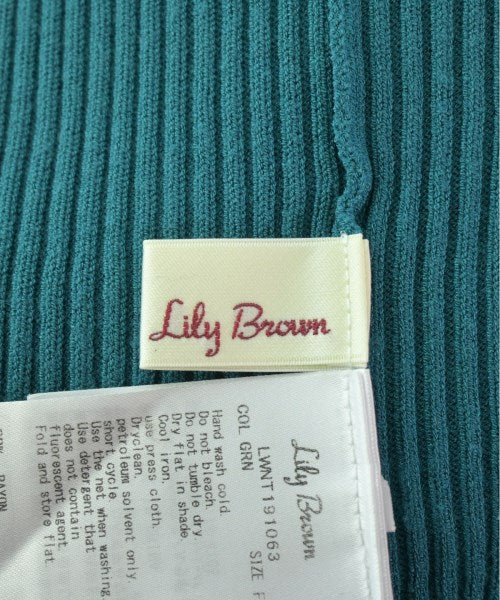 Lily Brown
Lily Brown
LWNT191063
COL GRN SIZE F
Hand wash cold
Do not bleach.
Do not tumble dry
Dry flat in shade
Cool iron.
use press cloth.
Dryclean.
petroleum solvent only.
short cycle
Use the net when washing.
Use detergent that
does not contain
fluorescent agent.
Fold and store flat
RAYON